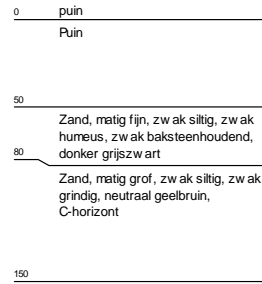 0 puin
Puin
50
Zand, matig fijn, zwak siltig, zwak
humeus, zwak baksteenhoudend,
80 donker grijszwart
Zand, matig grof, zwak siltig, zwak
grindig, neutraal geelbruin,
C-horizont
150